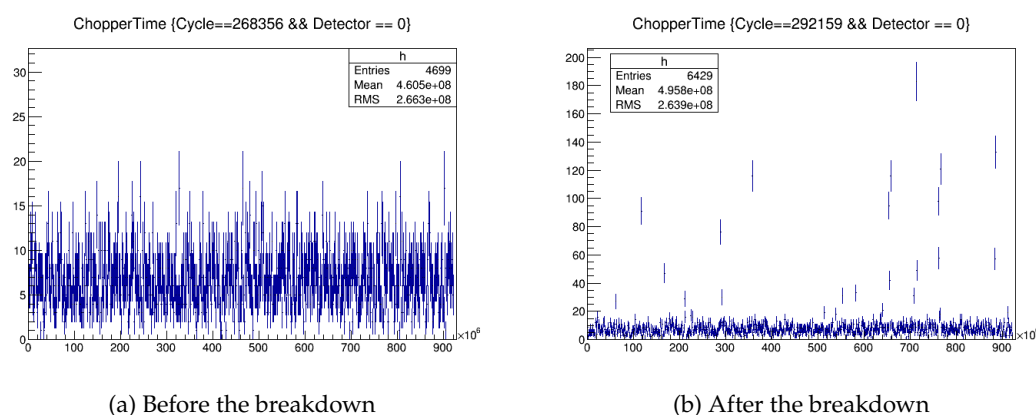 ChopperTime {Cycle==268356 && Detector == 0}
h
Entries 4699
Mean 4.605e+08
RMS 2.663e+08
30
25
20
15
10
5
0
0 100 200 300 400 500 600 700 800 900
×10⁶
(a) Before the breakdown
ChopperTime {Cycle==292159 && Detector == 0}
h
Entries 6429
Mean 4.958e+08
RMS 2.639e+08
200
180
160
140
120
100
80
60
40
20
0
0 100 200 300 400 500 600 700 800 900
(b) After the breakdown